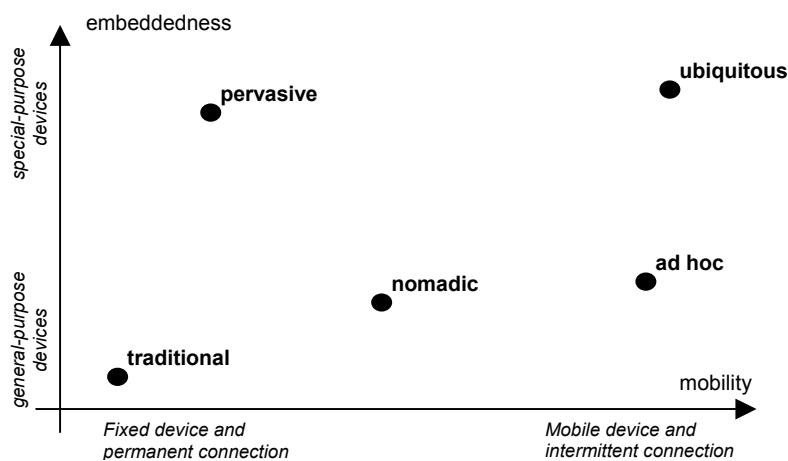 embeddedness
special-purpose
devices
pervasive
ubiquitous
general-purpose
devices
nomadic
ad hoc
traditional
mobility
Fixed device and
permanent connection
Mobile device and
intermittent connection